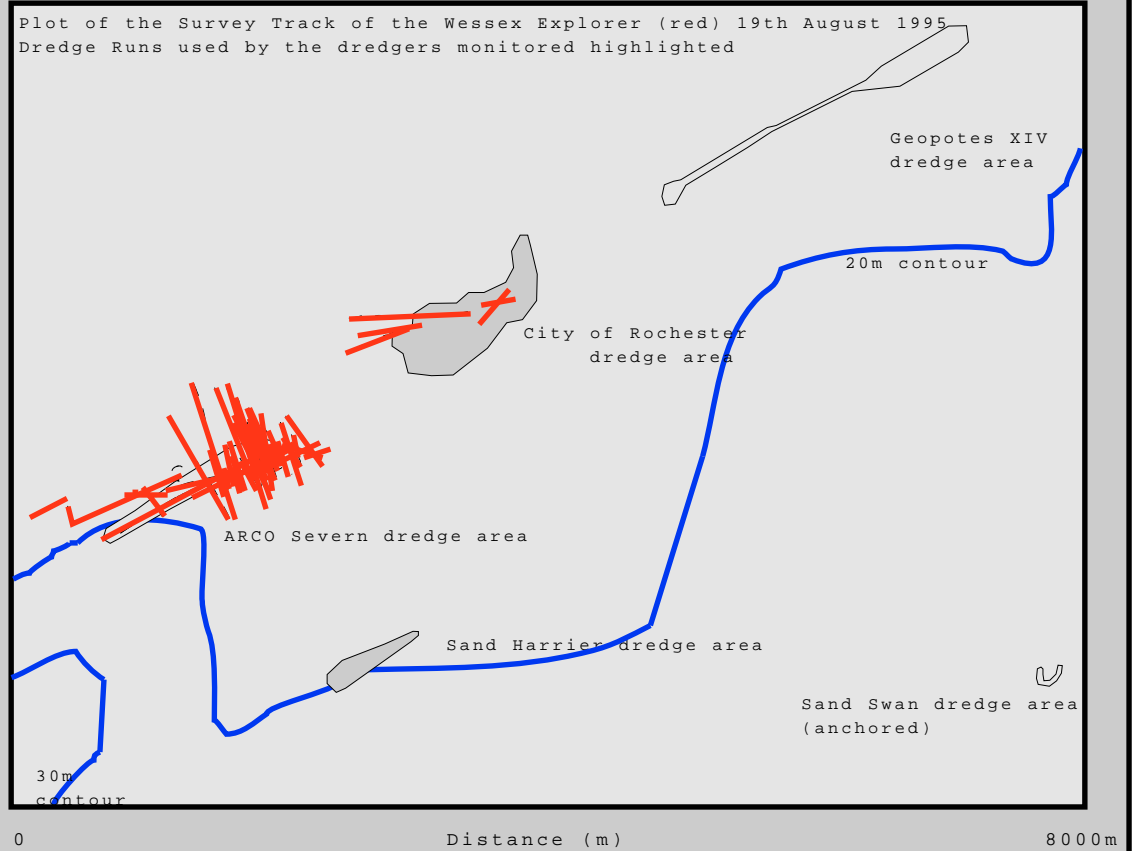 Plot of the Survey Track of the Wessex Explorer (red) 19th August 1995
Dredge Runs used by the dredgers monitored highlighted
Geopotes XIV
dredge area
20m contour
City of Rochester
dredge area
ARCO Severn dredge area
Sand Harrier dredge area
Sand Swan dredge area
(anchored)
30m
contour
0
Distance (m)
8000m